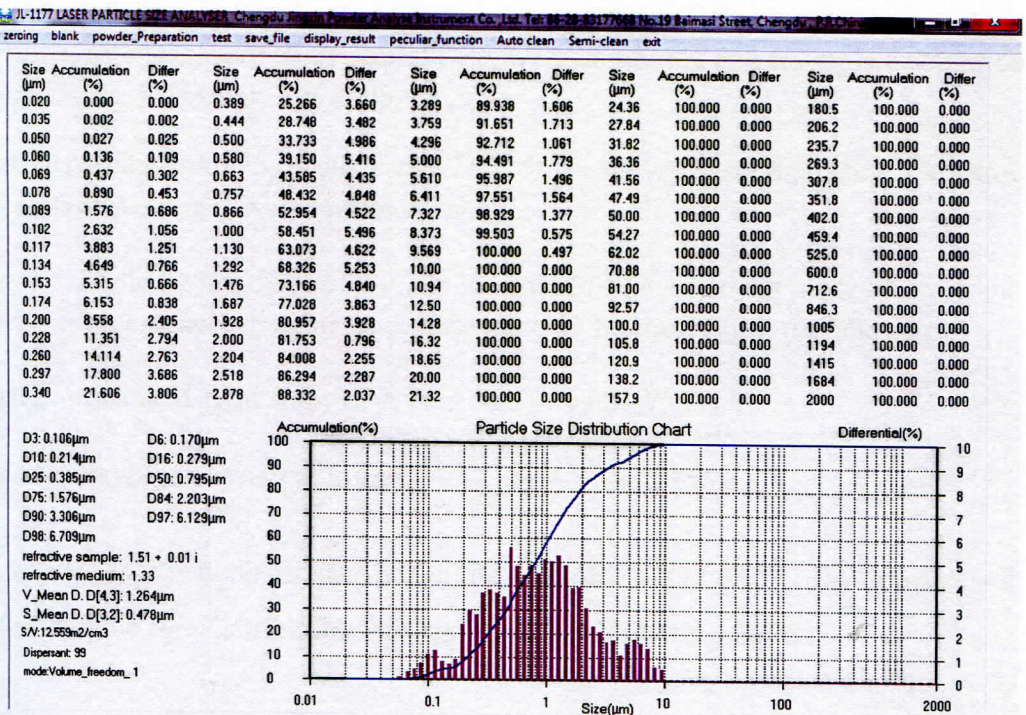 JL-1177 LASER PARTICLE SIZE ANALYSER Chengdu Jingxin Powder Analyse Instrument Co., Ltd. Tel: 86-28-83177668 No.19 Baimasi Street, Chengdu, P.R.Chin
zeroing blank powder_Preparation test save_file display_result peculiar_function Auto clean Semi-clean exit
Size Accumulation Differ Size Accumulation Differ Size Accumulation Differ Size Accumulation Differ Size Accumulation Differ
(μm) (%) (%) (μm) (%) (%) (μm) (%) (%) (μm) (%) (%) (μm) (%) (%)
0.020 0.000 0.000 0.389 25.266 3.660 3.289 89.938 1.606 24.36 100.000 0.000 180.5 100.000 0.000
0.035 0.002 0.002 0.444 28.748 3.482 3.759 91.651 1.713 27.84 100.000 0.000 206.2 100.000 0.000
0.050 0.027 0.025 0.500 33.733 4.986 4.296 92.712 1.061 31.82 100.000 0.000 235.7 100.000 0.000
0.060 0.136 0.109 0.580 39.150 5.416 5.000 94.491 1.779 36.36 100.000 0.000 269.3 100.000 0.000
0.069 0.437 0.302 0.663 43.585 4.435 5.610 95.987 1.496 41.56 100.000 0.000 307.8 100.000 0.000
0.078 0.890 0.453 0.757 48.432 4.848 6.411 97.551 1.564 47.49 100.000 0.000 351.8 100.000 0.000
0.089 1.576 0.686 0.866 52.954 4.522 7.327 98.929 1.377 50.00 100.000 0.000 402.0 100.000 0.000
0.102 2.632 1.056 1.000 58.451 5.496 8.373 99.503 0.575 54.27 100.000 0.000 459.4 100.000 0.000
0.117 3.883 1.251 1.130 63.073 4.622 9.569 100.000 0.497 62.02 100.000 0.000 525.0 100.000 0.000
0.134 4.649 0.766 1.292 68.326 5.253 10.00 100.000 0.000 70.88 100.000 0.000 600.0 100.000 0.000
0.153 5.315 0.666 1.476 73.166 4.840 10.94 100.000 0.000 81.00 100.000 0.000 712.6 100.000 0.000
0.174 6.153 0.838 1.687 77.028 3.863 12.50 100.000 0.000 92.57 100.000 0.000 846.3 100.000 0.000
0.200 8.558 2.405 1.928 80.957 3.928 14.28 100.000 0.000 100.0 100.000 0.000 1005 100.000 0.000
0.228 11.351 2.794 2.000 81.753 0.796 16.32 100.000 0.000 105.8 100.000 0.000 1194 100.000 0.000
0.260 14.114 2.763 2.204 84.008 2.255 18.65 100.000 0.000 120.9 100.000 0.000 1415 100.000 0.000
0.297 17.800 3.686 2.518 86.294 2.287 20.00 100.000 0.000 138.2 100.000 0.000 1684 100.000 0.000
0.340 21.606 3.806 2.878 88.332 2.037 21.32 100.000 0.000 157.9 100.000 0.000 2000 100.000 0.000
D3: 0.106μm D6: 0.170μm
D10: 0.214μm D16: 0.279μm
D25: 0.385μm D50: 0.795μm
D75: 1.576μm D84: 2.203μm
D90: 3.306μm D97: 6.129μm
D98: 6.709μm
refractive sample: 1.51 + 0.01 i
refractive medium: 1.33
V_Mean D. D[4,3]: 1.264μm
S_Mean D. D[3,2]: 0.478μm
S/V:12.559m2/cm3
Dispersant: 99
mode:Volume_freedom_ 1
Accumulation(%) Particle Size Distribution Chart Differential(%)
100 10
90 9
80 8
70 7
60 6
50 5
40 4
30 3
20 2
10 1
0 0
0.01 0.1 1 10 100 2000
Size(μm)